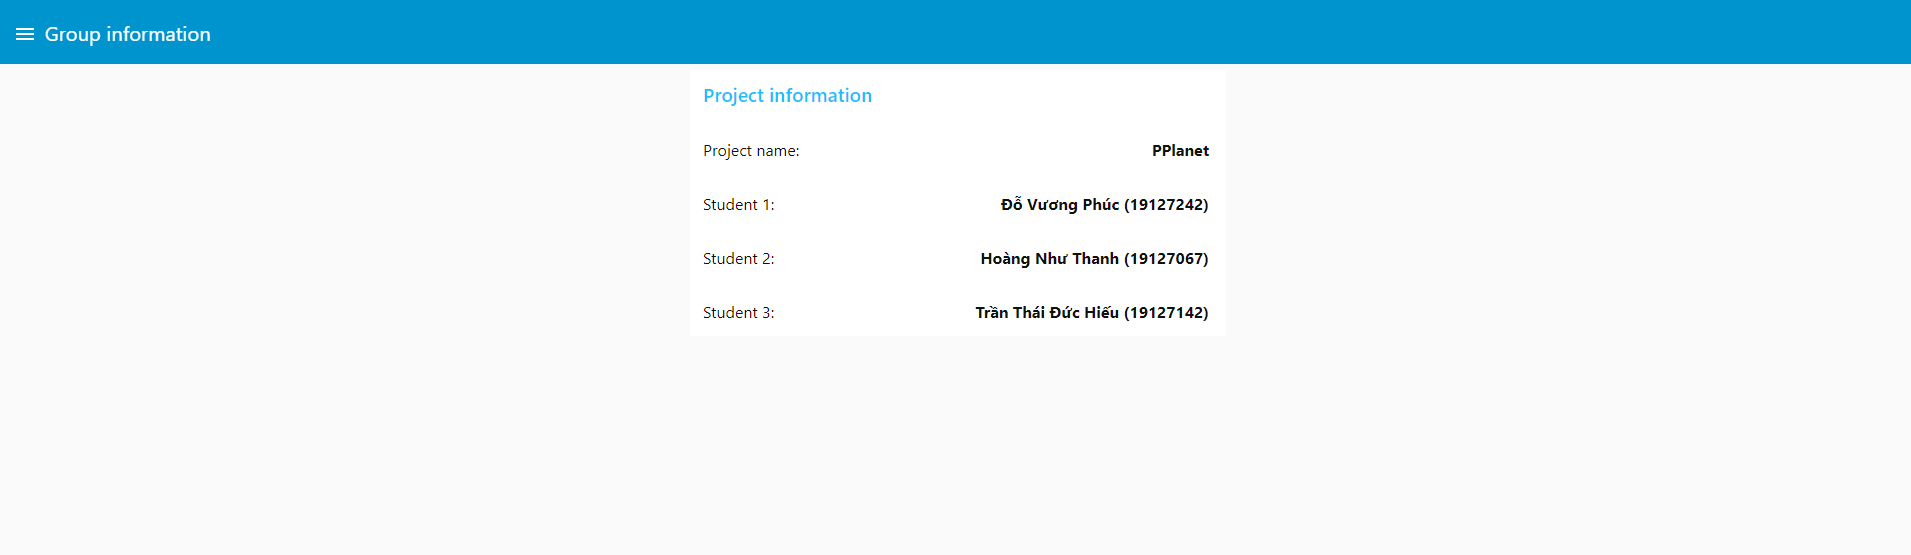 Group information
Project information
Project name: PPlanet
Student 1: Đỗ Vương Phúc (19127242)
Student 2: Hoàng Như Thanh (19127067)
Student 3: Trần Thái Đức Hiếu (19127142)